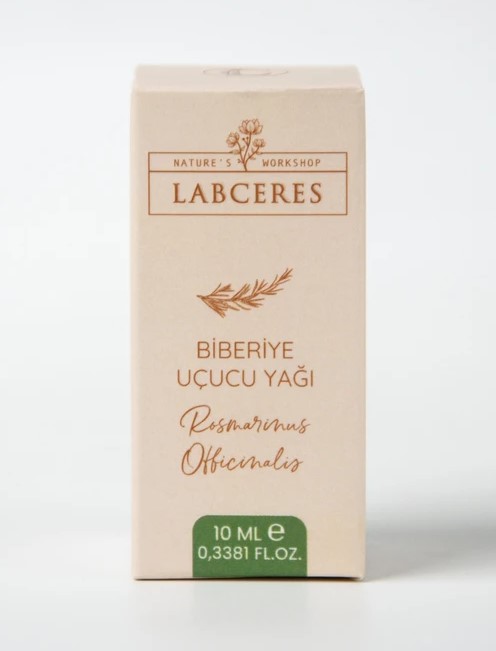 NATURE'S WORKSHOP
LABCERES
BİBERİYE
UÇUCU YAĞI
Rosmarinus
Officinalis
10 ML ℮
0,3381 FL.OZ.